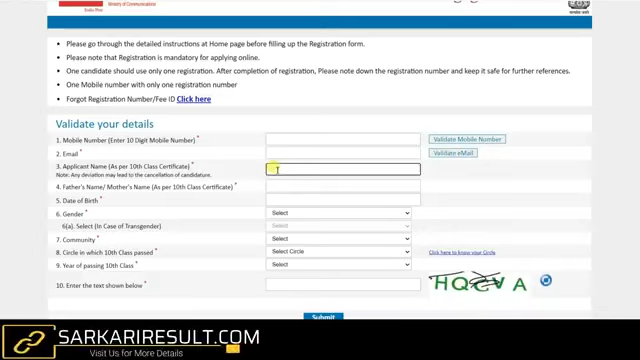 India Post
Ministry of Communications
Please go through the detailed instructions at Home page before filling up the Registration form.
Please note that Registration is mandatory for applying online.
One candidate should use only one registration. After completion of registration, Please note down the registration number and keep it safe for further references.
One Mobile number with only one registration number
Forgot Registration Number/Fee ID Click here
Validate your details
1. Mobile Number (Enter 10 Digit Mobile Number) * Validate Mobile Number
2. Email * Validate eMail
3. Applicant Name (As per 10th Class Certificate) *
Note: Any deviation may lead to the cancellation of candidature.
4. Father's Name/ Mother's Name (As per 10th Class Certificate) *
5. Date of Birth *
6. Gender * Select
6(a). Select (In Case of Transgender) Select
7. Community * Select
8. Circle in which 10th Class passed * Select Circle Click here to know your Circle
9. Year of passing 10th Class * Select
10. Enter the text shown below *
Submit
SARKARIRESULT.COM
Visit Us for More Details